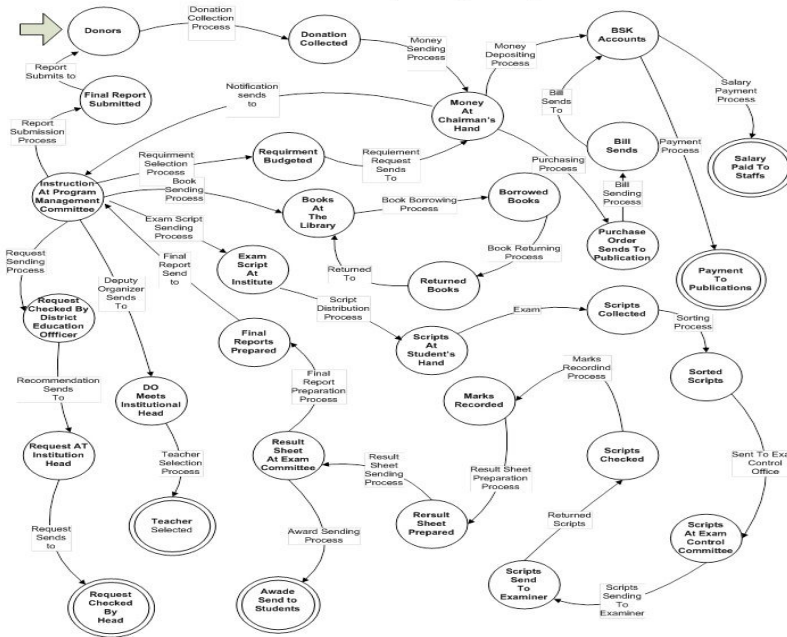 Donors
Donation
Collection
Process
Donation
Collected
Money
Sending
Process
Money
Depositing
Process
BSK
Accounts
Salary
Payment
Process
Report
Submits to
Final Report
Submitted
Notification
sends
to
Money
At
Chairman's
Hand
Bill
Sends
To
Bill
Sends
Payment
Process
Salary
Paid To
Staffs
Report
Submission
Process
Requirment
Selection
Process
Requirment
Budgeted
Requiement
Request
Sends
To
Purchasing
Process
Bill
Sending
Process
Instruction
At Program
Management
Committee
Book
Sending
Process
Books
At
The
Library
Book Borrowing
Process
Borrowed
Books
Purchase
Order
Sends To
Publication
Exam Script
Sending
Process
Book Returning
Process
Request
Sending
Process
Final
Report
Send
to
Exam
Script
At
Institute
Returned
To
Returned
Books
Payment
To
Publications
Deputy
Organizer
Sends
To
Request
Checked By
District
Education
Offficer
Script
Distribution
Process
Exam
Scripts
Collected
Sorting
Process
Final
Reports
Prepared
Scripts
At
Student's
Hand
Recommendation
Sends
To
DO
Meets
Institutional
Head
Final
Report
Preparation
Process
Marks
Recorded
Marks
Recordind
Process
Sorted
Scripts
Request AT
Institution
Head
Teacher
Selection
Process
Result
Sheet
At Exam
Committee
Result
Sheet
Sending
Process
Result Sheet
Preparation
Process
Scripts
Checked
Sent To Exa
Control
Office
Request
Sends
to
Teacher
Selected
Award Sending
Process
Rersult
Sheet
Prepared
Returned
Scripts
Scripts
At Exam
Control
Committee
Request
Checked
By
Head
Awade
Send to
Students
Scripts
Send
To
Examiner
Scripts
Sending
To
Examiner